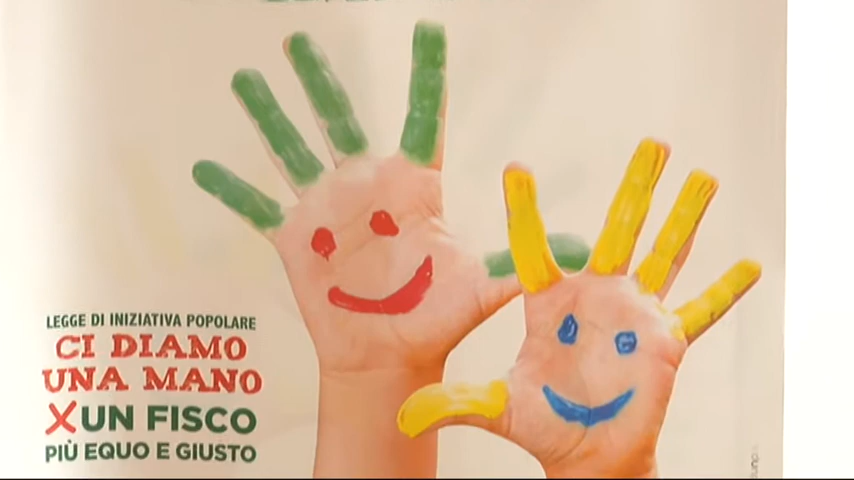 LEGGE DI INIZIATIVA POPOLARE
CI DIAMO
UNA MANO
X UN FISCO
PIÙ EQUO E GIUSTO